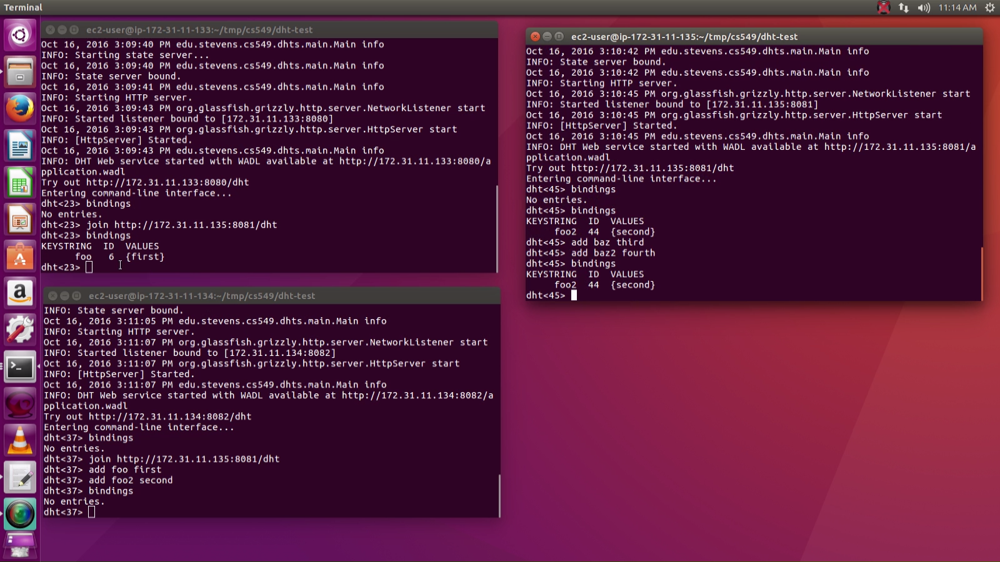 Terminal
11:14 AM
ec2-user@ip-172-31-11-133:~/tmp/cs549/dht-test
Oct 16, 2016 3:09:40 PM edu.stevens.cs549.dhts.main.Main info
INFO: Starting state server...
Oct 16, 2016 3:09:40 PM edu.stevens.cs549.dhts.main.Main info
INFO: State server bound.
Oct 16, 2016 3:09:41 PM edu.stevens.cs549.dhts.main.Main info
INFO: Starting HTTP server.
Oct 16, 2016 3:09:43 PM org.glassfish.grizzly.http.server.NetworkListener start
INFO: Started listener bound to [172.31.11.133:8080]
Oct 16, 2016 3:09:43 PM org.glassfish.grizzly.http.server.HttpServer start
INFO: [HttpServer] Started.
Oct 16, 2016 3:09:43 PM edu.stevens.cs549.dhts.main.Main info
INFO: DHT Web service started with WADL available at http://172.31.11.133:8080/a
pplication.wadl
Try out http://172.31.11.133:8080/dht
Entering command-line interface...
dht<23> bindings
No entries.
dht<23> join http://172.31.11.135:8081/dht
dht<23> bindings
KEYSTRING  ID  VALUES
foo   6  {first}
dht<23>
ec2-user@ip-172-31-11-134:~/tmp/cs549/dht-test
INFO: State server bound.
Oct 16, 2016 3:11:05 PM edu.stevens.cs549.dhts.main.Main info
INFO: Starting HTTP server.
Oct 16, 2016 3:11:07 PM org.glassfish.grizzly.http.server.NetworkListener start
INFO: Started listener bound to [172.31.11.134:8082]
Oct 16, 2016 3:11:07 PM org.glassfish.grizzly.http.server.HttpServer start
INFO: [HttpServer] Started.
Oct 16, 2016 3:11:07 PM edu.stevens.cs549.dhts.main.Main info
INFO: DHT Web service started with WADL available at http://172.31.11.134:8082/a
pplication.wadl
Try out http://172.31.11.134:8082/dht
Entering command-line interface...
dht<37> bindings
No entries.
dht<37> join http://172.31.11.135:8081/dht
dht<37> add foo first
dht<37> add foo2 second
dht<37> bindings
No entries.
dht<37>
ec2-user@ip-172-31-11-135:~/tmp/cs549/dht-test
Oct 16, 2016 3:10:42 PM edu.stevens.cs549.dhts.main.Main info
INFO: State server bound.
Oct 16, 2016 3:10:42 PM edu.stevens.cs549.dhts.main.Main info
INFO: Starting HTTP server.
Oct 16, 2016 3:10:45 PM org.glassfish.grizzly.http.server.NetworkListener start
INFO: Started listener bound to [172.31.11.135:8081]
Oct 16, 2016 3:10:45 PM org.glassfish.grizzly.http.server.HttpServer start
INFO: [HttpServer] Started.
Oct 16, 2016 3:10:45 PM edu.stevens.cs549.dhts.main.Main info
INFO: DHT Web service started with WADL available at http://172.31.11.135:8081/a
pplication.wadl
Try out http://172.31.11.135:8081/dht
Entering command-line interface...
dht<45> bindings
No entries.
dht<45> bindings
KEYSTRING  ID  VALUES
foo2  44  {second}
dht<45> add baz third
dht<45> add baz2 fourth
dht<45> bindings
KEYSTRING  ID  VALUES
foo2  44  {second}
dht<45>